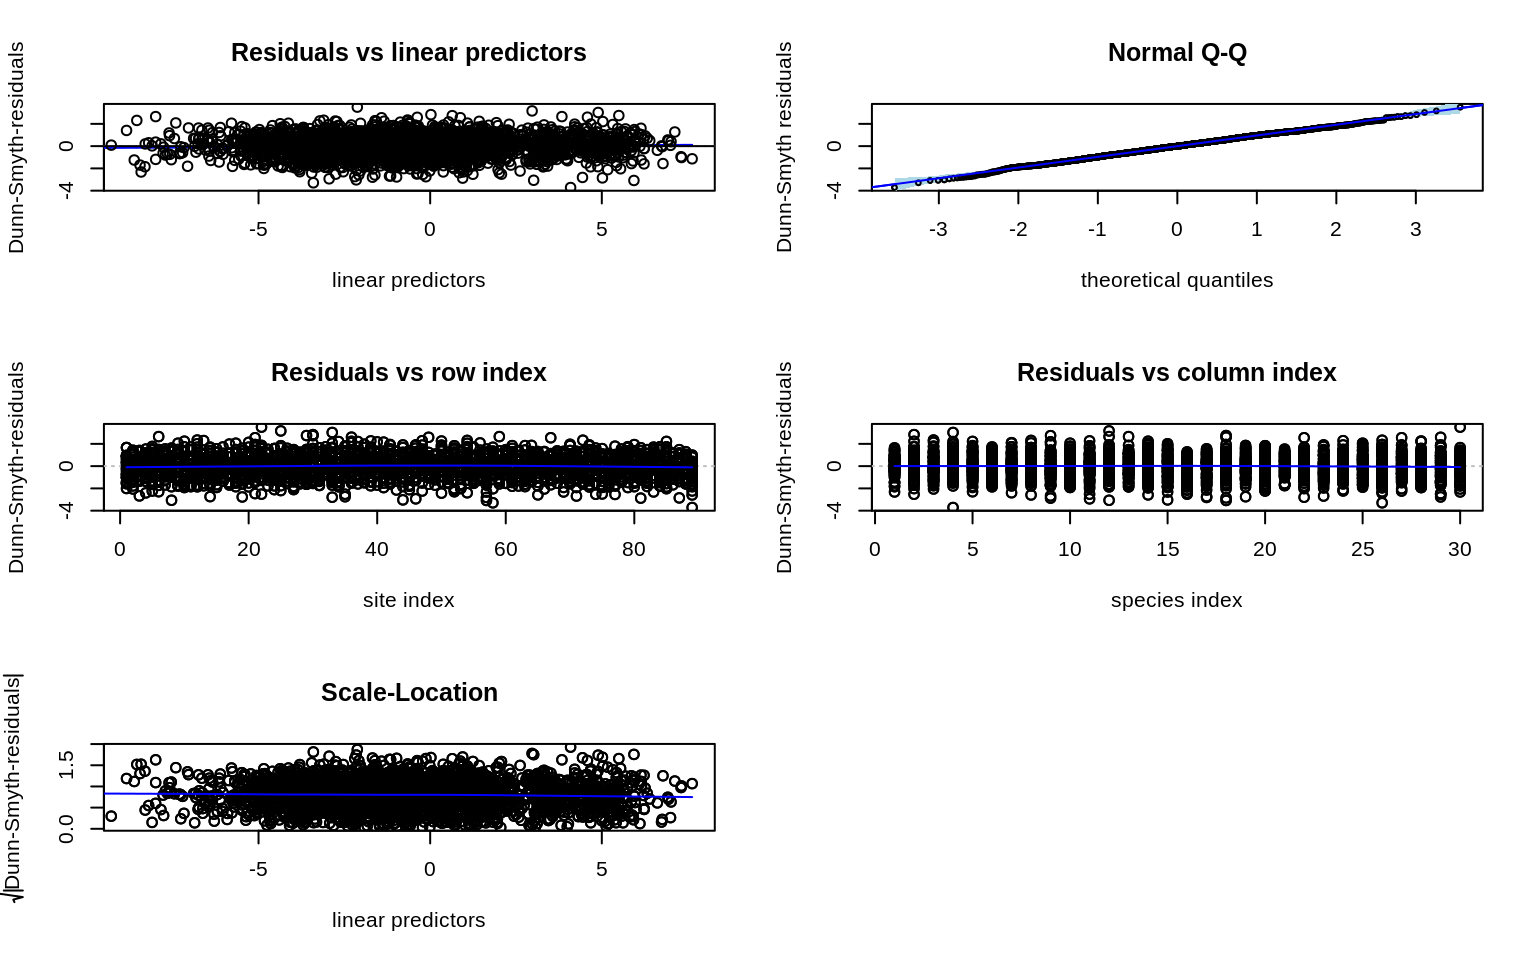 Residuals vs linear predictors
Dunn-Smyth-residuals
0
-4
-5 0 5
linear predictors
Normal Q-Q
Dunn-Smyth residuals
0
-4
-3 -2 -1 0 1 2 3
theoretical quantiles
Residuals vs row index
Dunn-Smyth-residuals
0
-4
0 20 40 60 80
site index
Residuals vs column index
Dunn-Smyth-residuals
0
-4
0 5 10 15 20 25 30
species index
Scale-Location
√|Dunn-Smyth-residuals|
1.5
0.0
-5 0 5
linear predictors